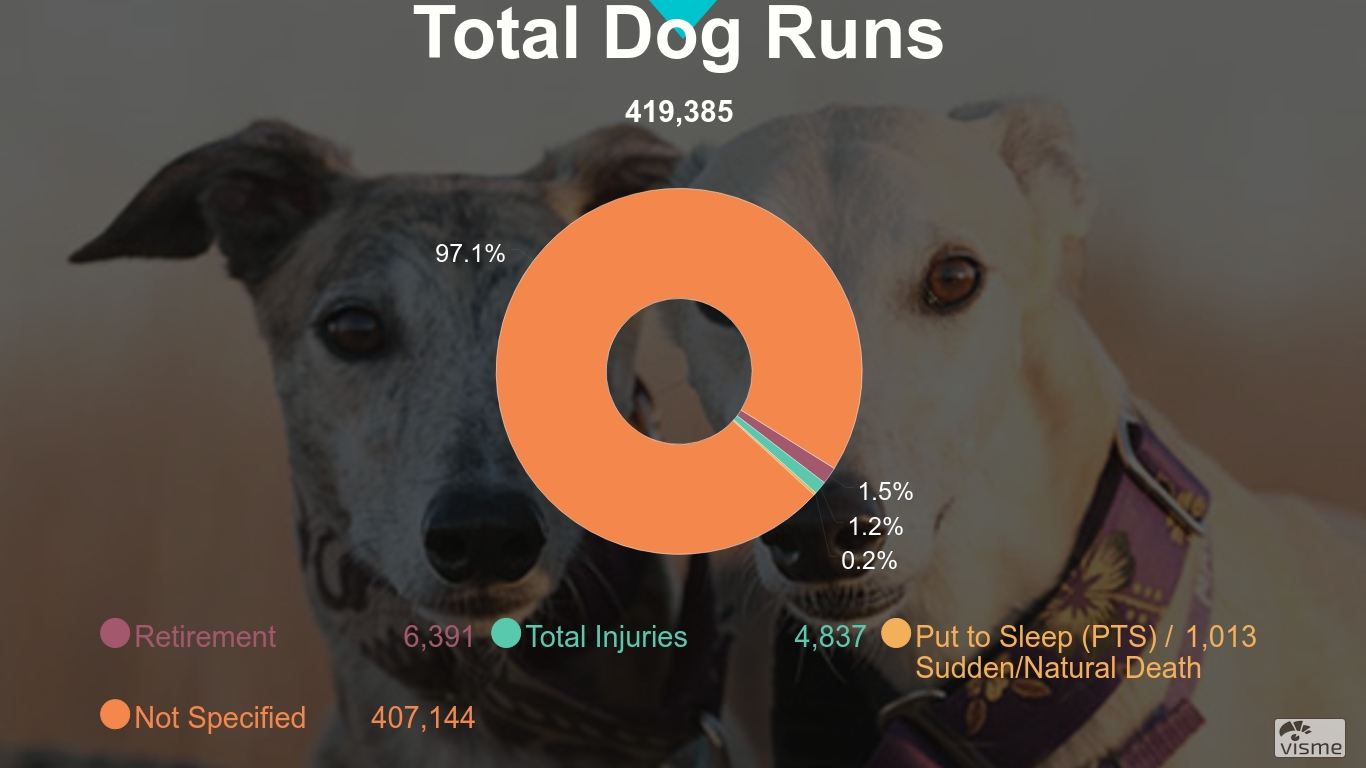 Total Dog Runs
419,385
97.1%
1.5%
1.2%
0.2%
Retirement 6,391 Total Injuries 4,837 Put to Sleep (PTS) / 1,013
Sudden/Natural Death
Not Specified 407,144
visme